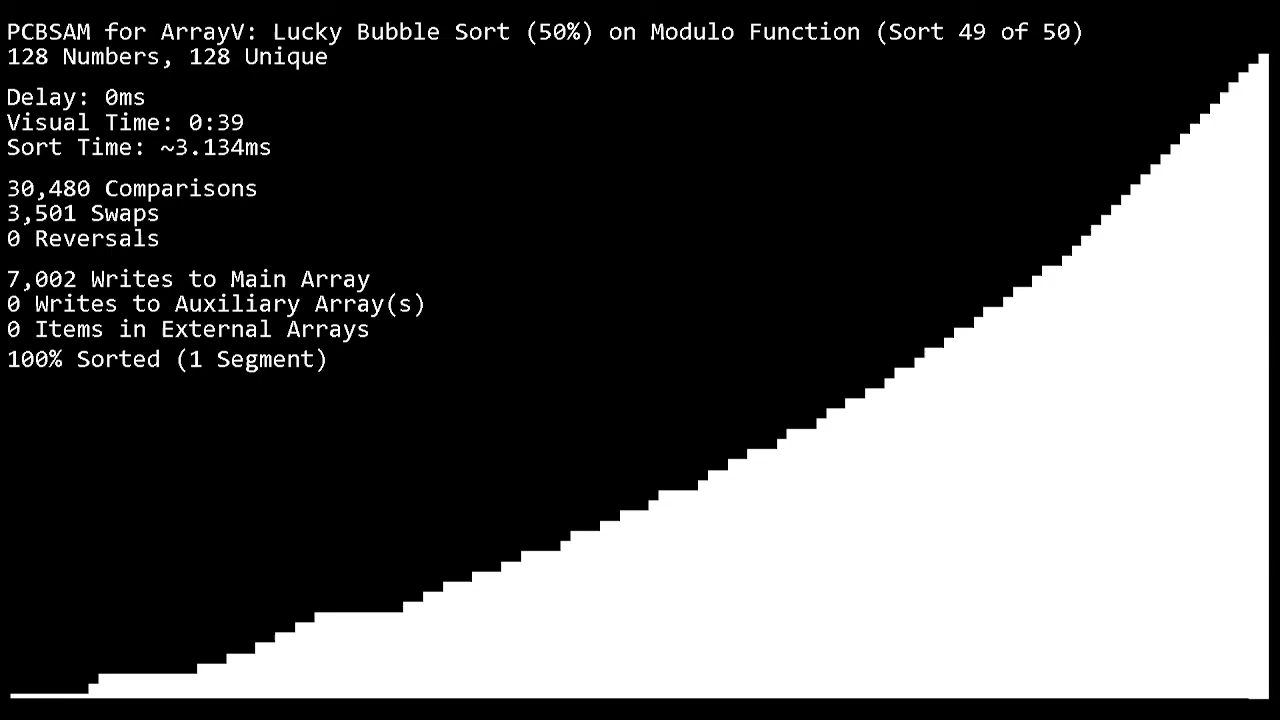 PCBSAM for ArrayV: Lucky Bubble Sort (50%) on Modulo Function (Sort 49 of 50)
128 Numbers, 128 Unique
Delay: 0ms
Visual Time: 0:39
Sort Time: ~3.134ms
30,480 Comparisons
3,501 Swaps
0 Reversals
7,002 Writes to Main Array
0 Writes to Auxiliary Array(s)
0 Items in External Arrays
100% Sorted (1 Segment)